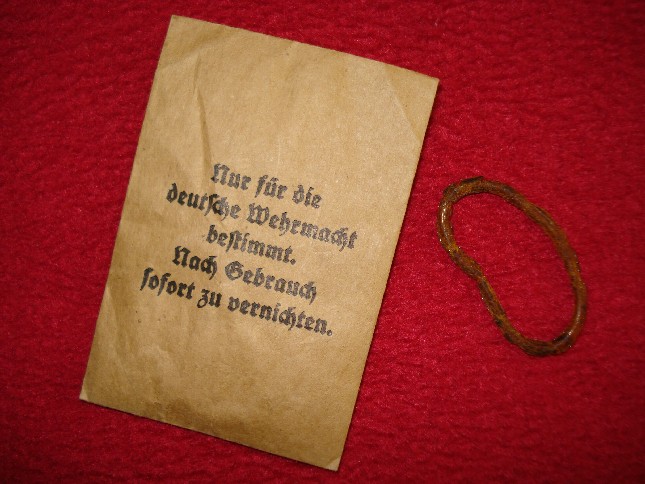 Nur für die
deutſche Wehrmacht
beſtimmt.
Nach Gebrauch
ſofort zu vernichten.